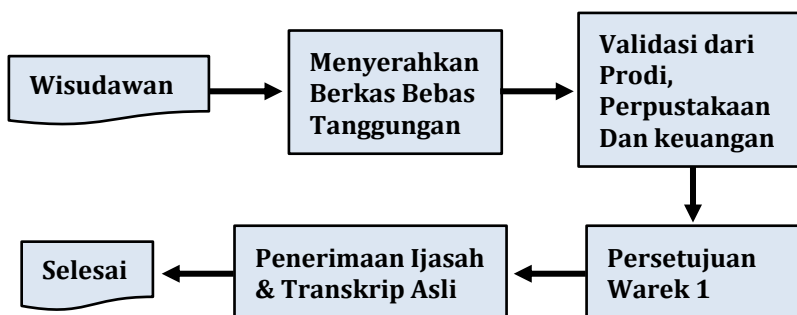 Wisudawan
Menyerahkan
Berkas Bebas
Tanggungan
Validasi dari
Prodi,
Perpustakaan
Dan keuangan
Persetujuan
Warek 1
Penerimaan Ijasah
& Transkrip Asli
Selesai